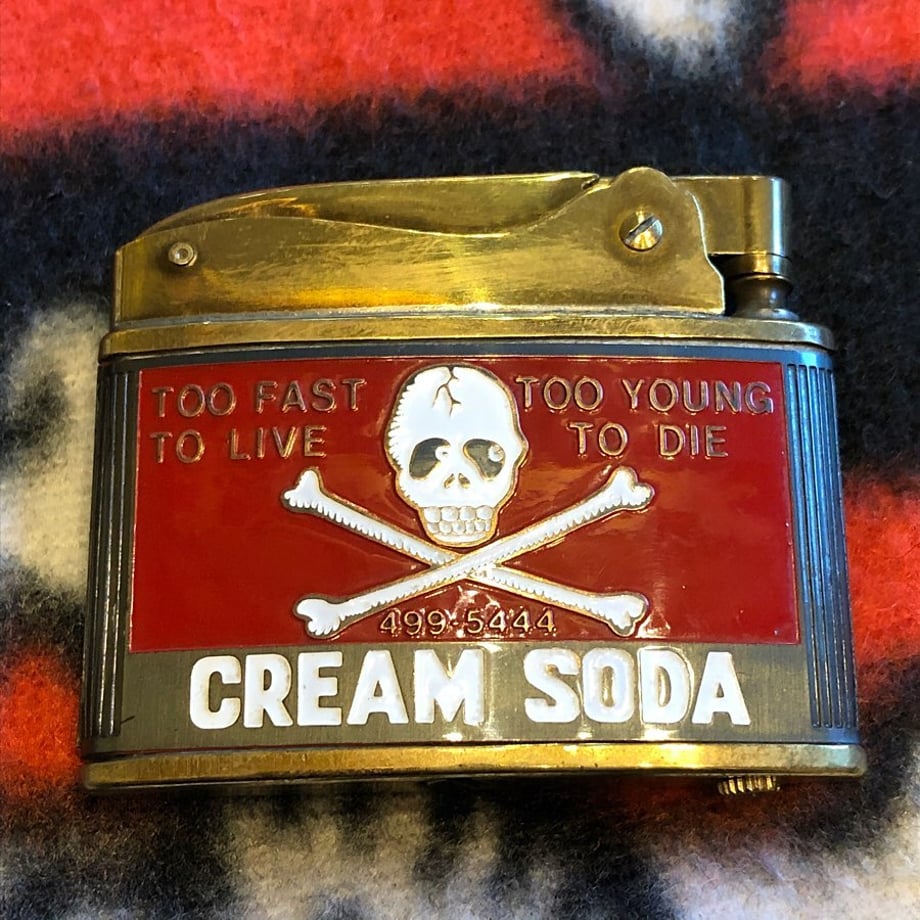 TOO FAST TOO YOUNG
TO LIVE TO DIE
499-5444
CREAM SODA